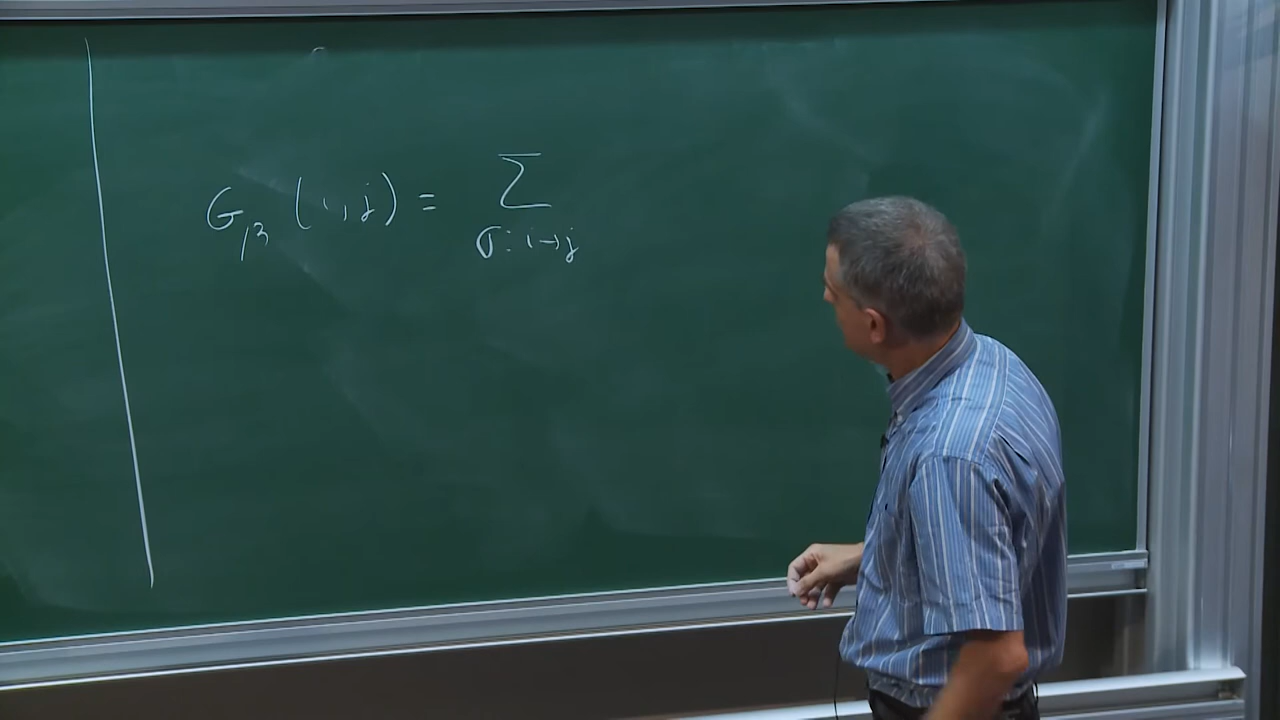 G_β (i,j) = ∑_{σ: i→j}